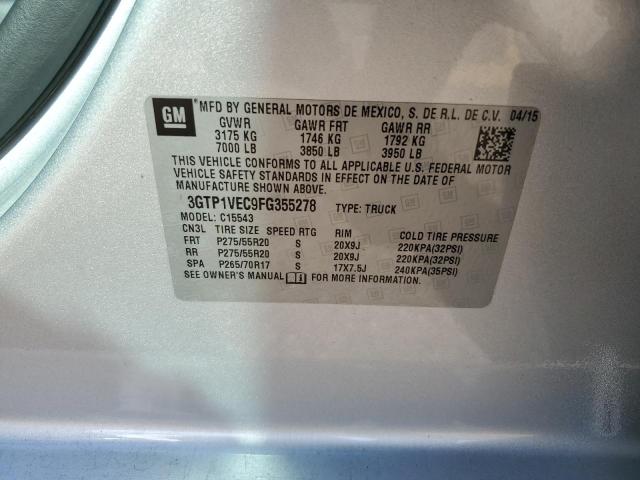 GM MFD BY GENERAL MOTORS DE MEXICO, S. DE R.L. DE C.V. 04/15
GVWR GAWR FRT GAWR RR
3175 KG 1746 KG 1792 KG
7000 LB 3850 LB 3950 LB
THIS VEHICLE CONFORMS TO ALL APPLICABLE U.S. FEDERAL MOTOR
VEHICLE SAFETY STANDARDS IN EFFECT ON THE DATE OF
MANUFACTURE SHOWN ABOVE.
3GTP1VEC9FG355278 TYPE: TRUCK
MODEL: C15543
CN3L TIRE SIZE SPEED RTG RIM COLD TIRE PRESSURE
FRT P275/55R20 S 20X9J 220KPA(32PSI)
RR P275/55R20 S 20X9J 220KPA(32PSI)
SPA P265/70R17 S 17X7.5J 240KPA(35PSI)
SEE OWNER'S MANUAL FOR MORE INFORMATION.